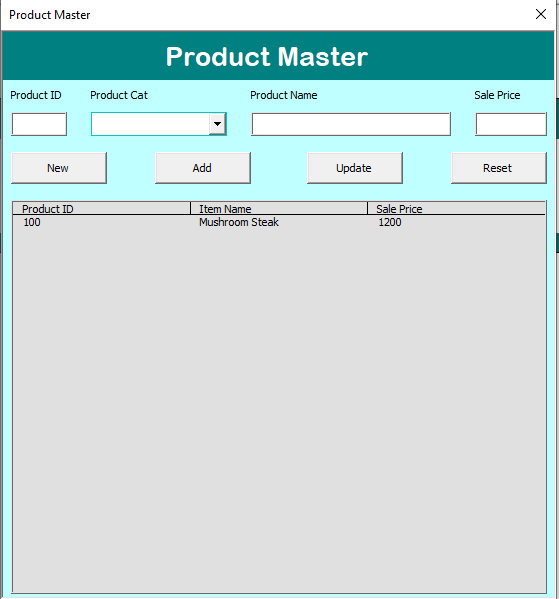 Product Master
Product Master
Product ID Product Cat Product Name Sale Price
New Add Update Reset
Product ID Item Name Sale Price
100 Mushroom Steak 1200